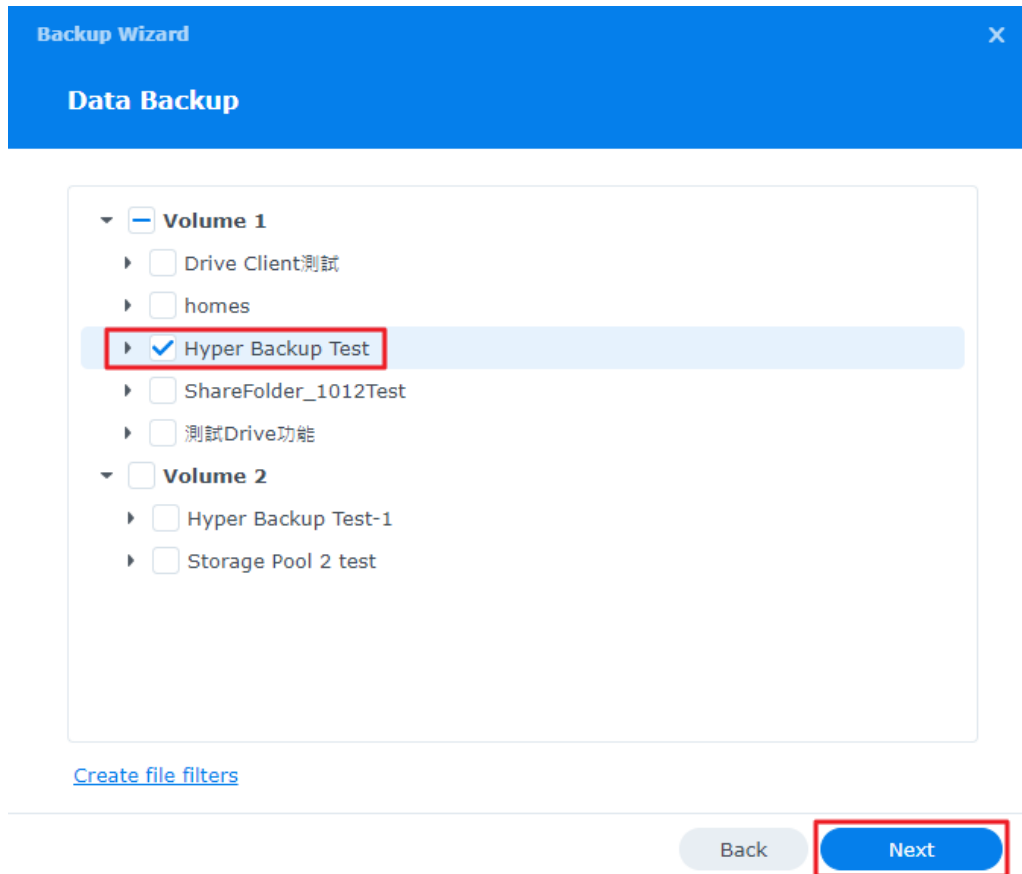 Backup Wizard
Data Backup
Volume 1
Drive Client測試
homes
Hyper Backup Test
ShareFolder_1012Test
測試Drive功能
Volume 2
Hyper Backup Test-1
Storage Pool 2 test
Create file filters
Back Next